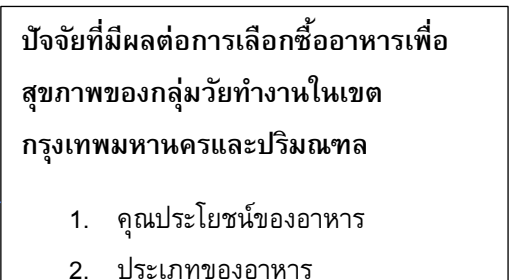 ปัจจัยที่มีผลต่อการเลือกซื้ออาหารเพื่อ
สุขภาพของกลุ่มวัยทำงานในเขต
กรุงเทพมหานครและปริมณฑล
1. คุณประโยชน์ของอาหาร
2. ประเภทของอาหาร